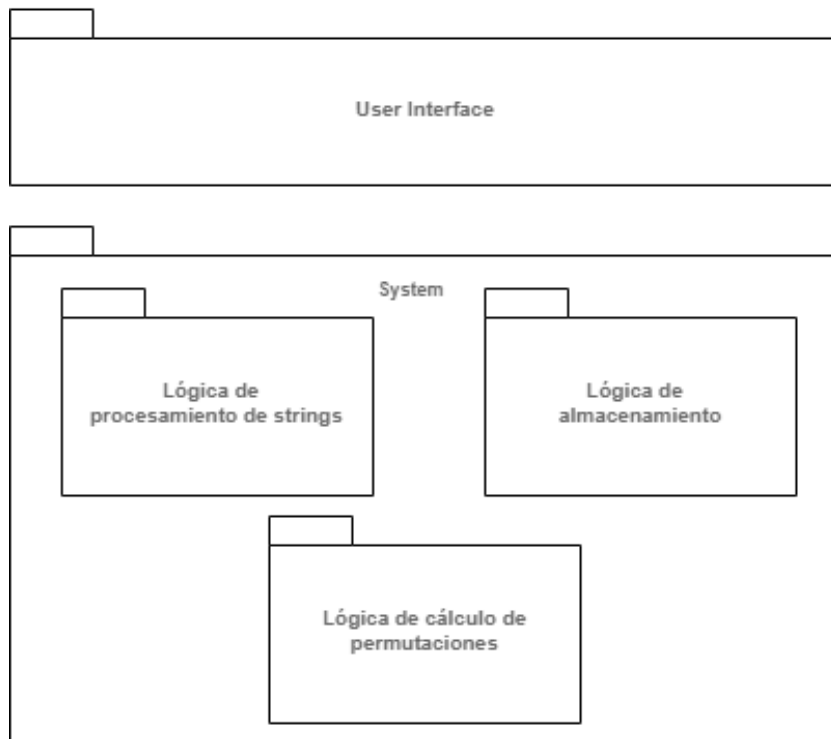 User Interface
System
Lógica de
procesamiento de strings
Lógica de
almacenamiento
Lógica de cálculo de
permutaciones